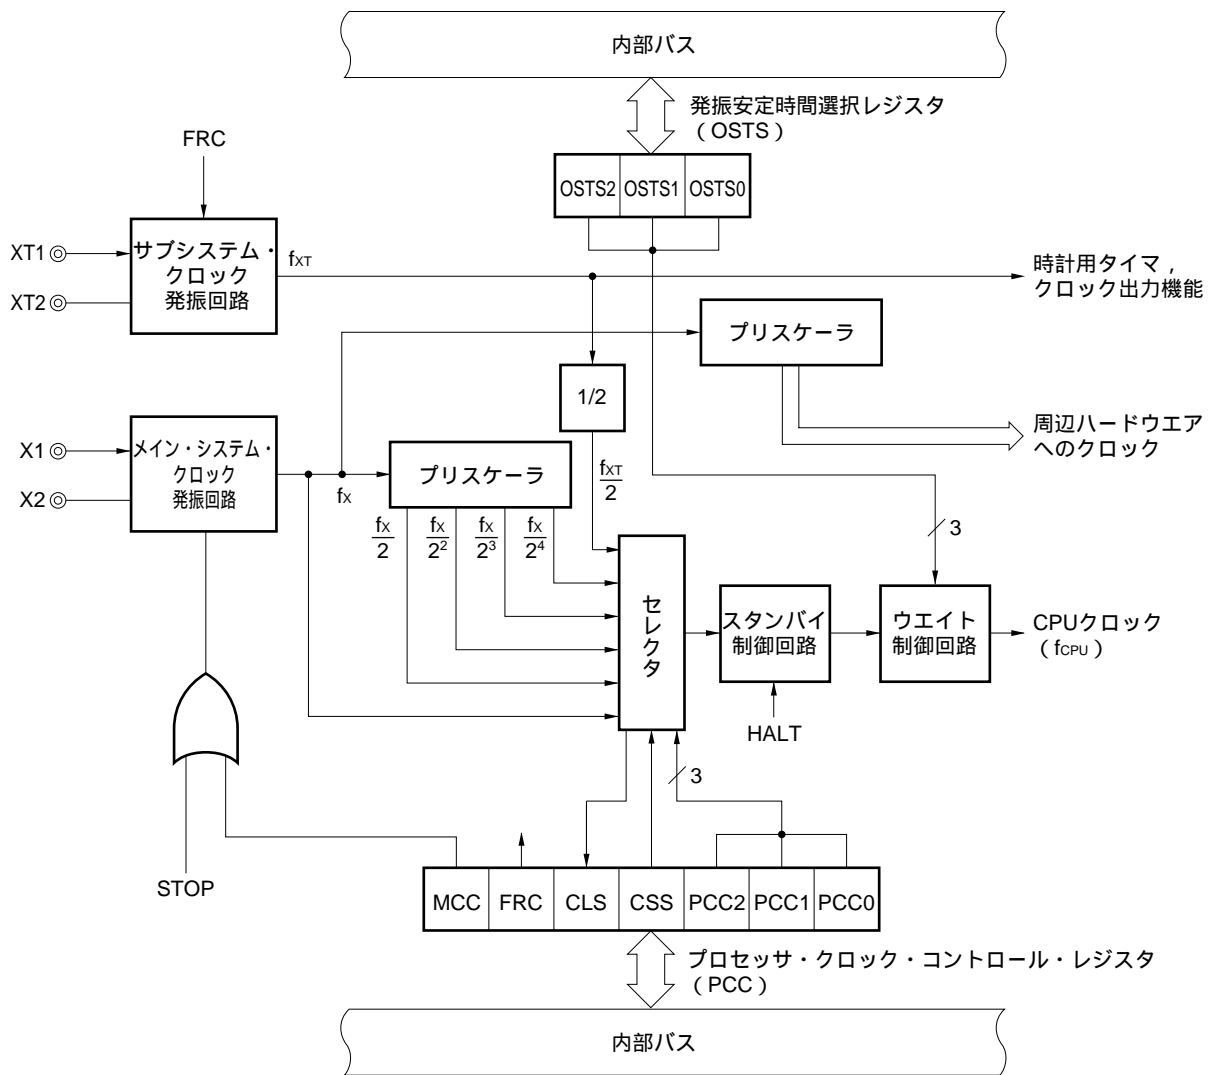 内部バス
発振安定時間選択レジスタ
(OSTS)
FRC
OSTS2 OSTS1 OSTS0
XT1
XT2
サブシステム・
クロック
発振回路
fXT
時計用タイマ,
クロック出力機能
プリスケーラ
1/2
周辺ハードウエア
へのクロック
X1
X2
メイン・システム・
クロック
発振回路
fX
プリスケーラ
fXT/2
fX/2 fX/2² fX/2³ fX/2⁴
3
セレクタ
スタンバイ
制御回路
ウエイト
制御回路
CPUクロック
(fCPU)
HALT
3
STOP
MCC FRC CLS CSS PCC2 PCC1 PCC0
プロセッサ・クロック・コントロール・レジスタ
(PCC)
内部バス